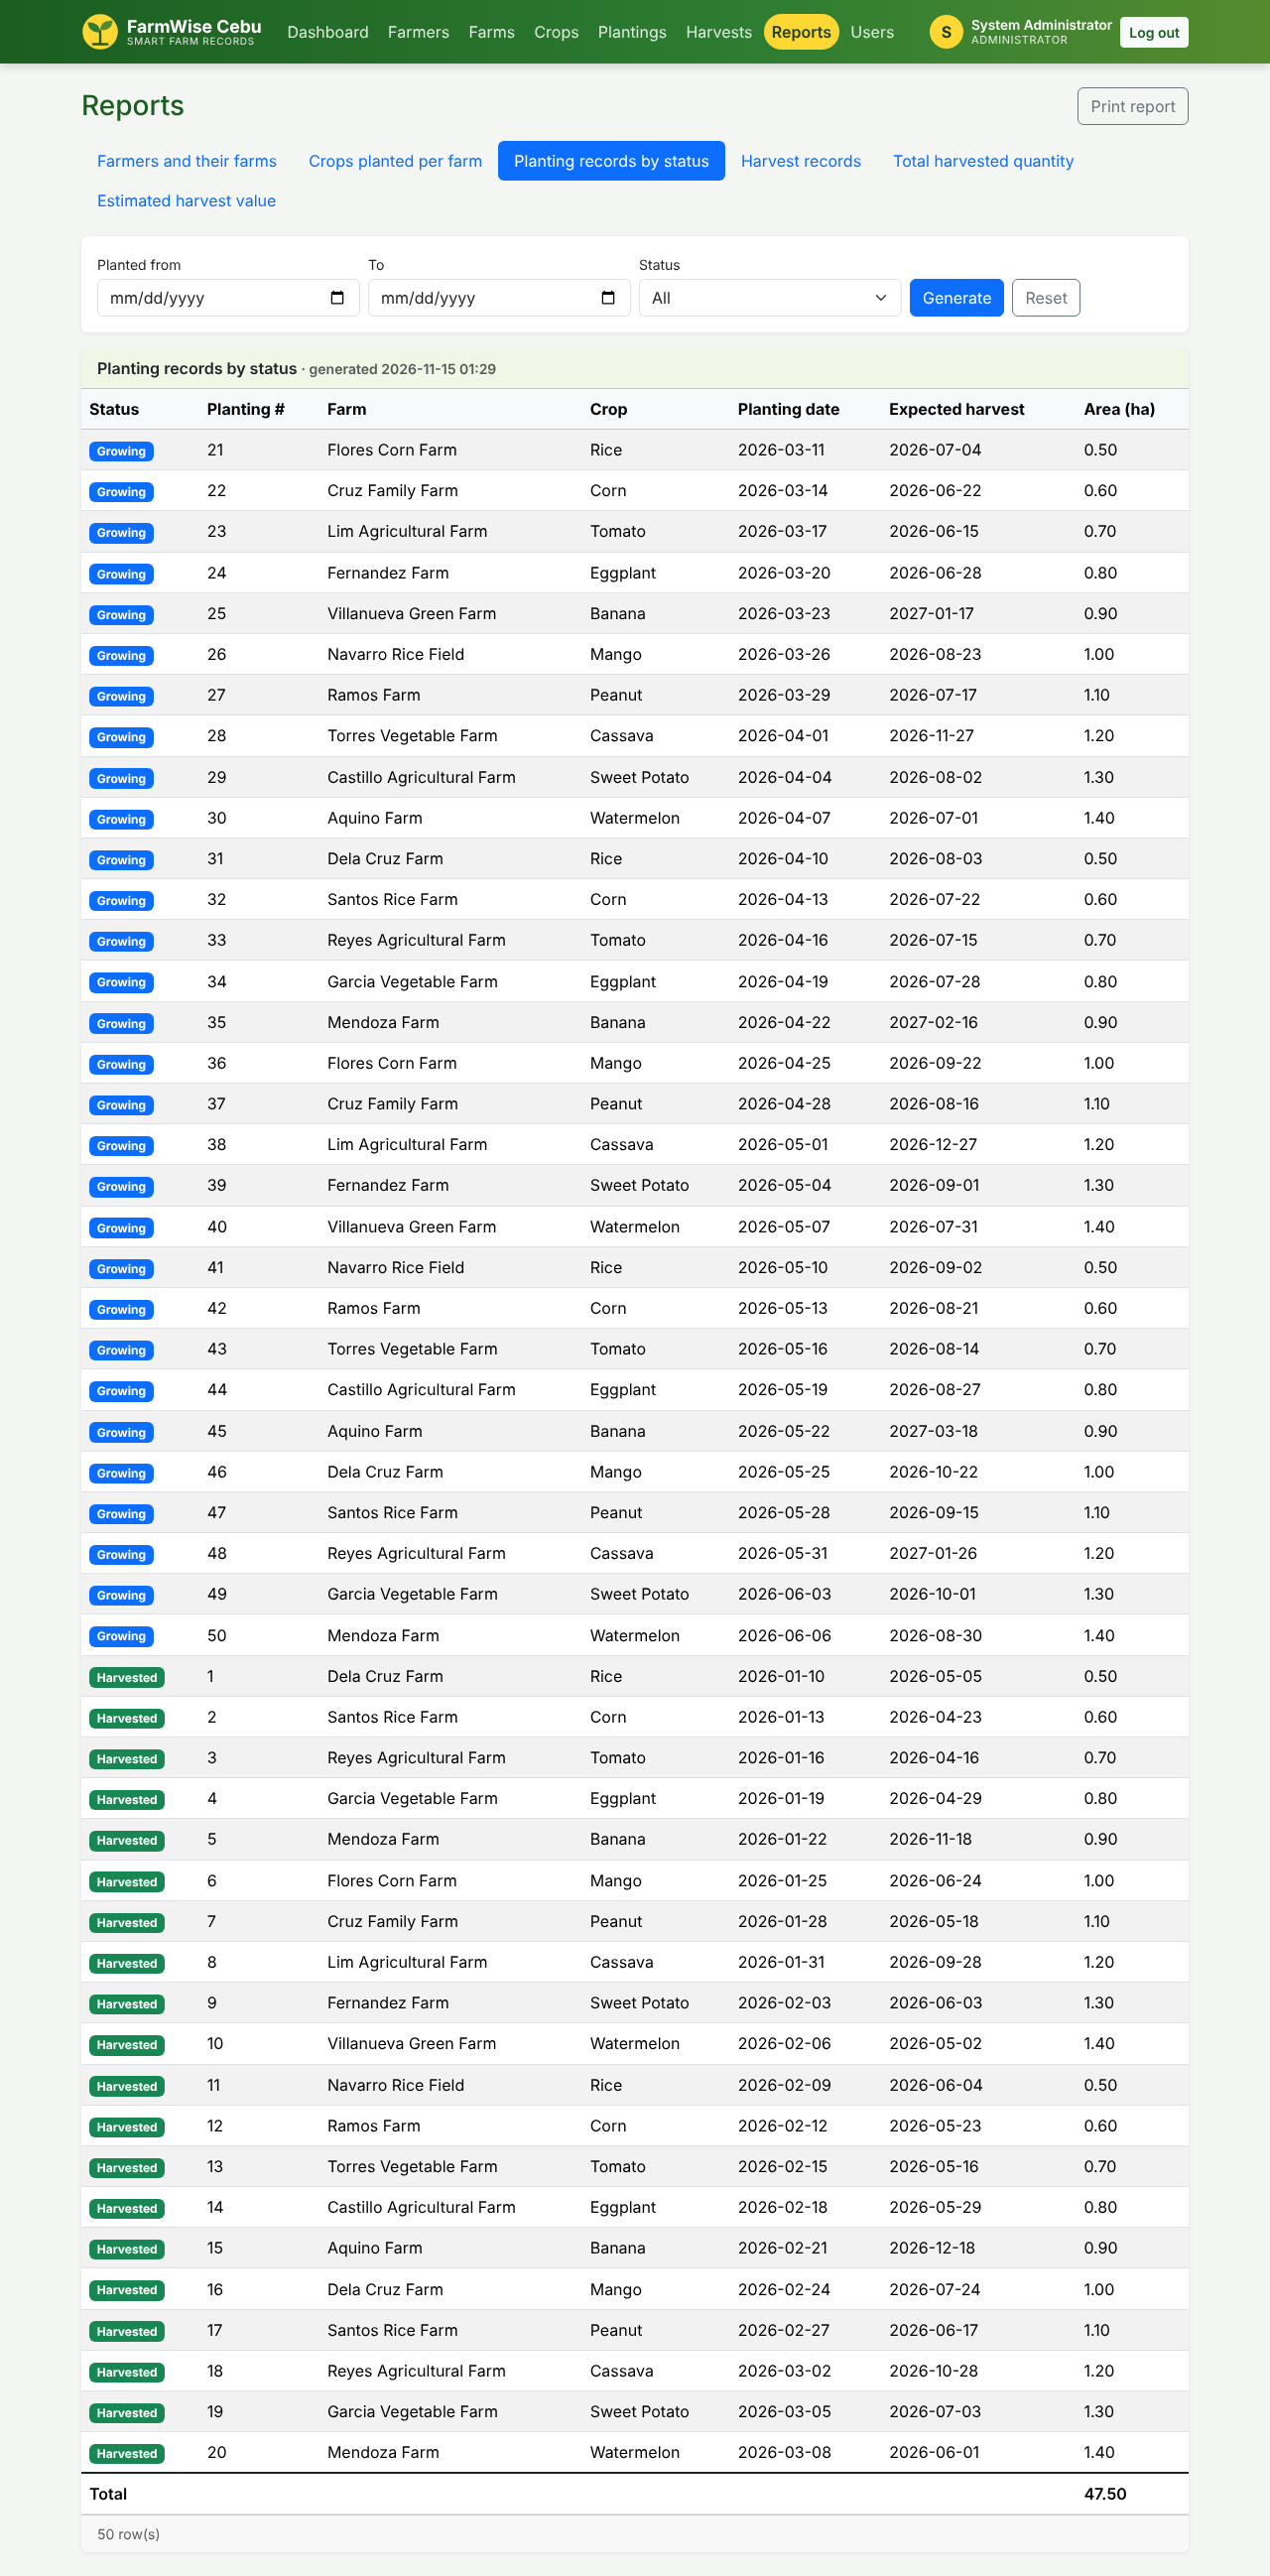 FarmWise Cebu
SMART FARM RECORDS
Dashboard Farmers Farms Crops Plantings Harvests Reports Users
S
System Administrator
ADMINISTRATOR
Log out
Reports
Print report
Farmers and their farms Crops planted per farm Planting records by status Harvest records Total harvested quantity
Estimated harvest value
Planted from To Status
mm/dd/yyyy mm/dd/yyyy All Generate Reset
Planting records by status · generated 2026-11-15 01:29
Status Planting # Farm Crop Planting date Expected harvest Area (ha)
Growing 21 Flores Corn Farm Rice 2026-03-11 2026-07-04 0.50
Growing 22 Cruz Family Farm Corn 2026-03-14 2026-06-22 0.60
Growing 23 Lim Agricultural Farm Tomato 2026-03-17 2026-06-15 0.70
Growing 24 Fernandez Farm Eggplant 2026-03-20 2026-06-28 0.80
Growing 25 Villanueva Green Farm Banana 2026-03-23 2027-01-17 0.90
Growing 26 Navarro Rice Field Mango 2026-03-26 2026-08-23 1.00
Growing 27 Ramos Farm Peanut 2026-03-29 2026-07-17 1.10
Growing 28 Torres Vegetable Farm Cassava 2026-04-01 2026-11-27 1.20
Growing 29 Castillo Agricultural Farm Sweet Potato 2026-04-04 2026-08-02 1.30
Growing 30 Aquino Farm Watermelon 2026-04-07 2026-07-01 1.40
Growing 31 Dela Cruz Farm Rice 2026-04-10 2026-08-03 0.50
Growing 32 Santos Rice Farm Corn 2026-04-13 2026-07-22 0.60
Growing 33 Reyes Agricultural Farm Tomato 2026-04-16 2026-07-15 0.70
Growing 34 Garcia Vegetable Farm Eggplant 2026-04-19 2026-07-28 0.80
Growing 35 Mendoza Farm Banana 2026-04-22 2027-02-16 0.90
Growing 36 Flores Corn Farm Mango 2026-04-25 2026-09-22 1.00
Growing 37 Cruz Family Farm Peanut 2026-04-28 2026-08-16 1.10
Growing 38 Lim Agricultural Farm Cassava 2026-05-01 2026-12-27 1.20
Growing 39 Fernandez Farm Sweet Potato 2026-05-04 2026-09-01 1.30
Growing 40 Villanueva Green Farm Watermelon 2026-05-07 2026-07-31 1.40
Growing 41 Navarro Rice Field Rice 2026-05-10 2026-09-02 0.50
Growing 42 Ramos Farm Corn 2026-05-13 2026-08-21 0.60
Growing 43 Torres Vegetable Farm Tomato 2026-05-16 2026-08-14 0.70
Growing 44 Castillo Agricultural Farm Eggplant 2026-05-19 2026-08-27 0.80
Growing 45 Aquino Farm Banana 2026-05-22 2027-03-18 0.90
Growing 46 Dela Cruz Farm Mango 2026-05-25 2026-10-22 1.00
Growing 47 Santos Rice Farm Peanut 2026-05-28 2026-09-15 1.10
Growing 48 Reyes Agricultural Farm Cassava 2026-05-31 2027-01-26 1.20
Growing 49 Garcia Vegetable Farm Sweet Potato 2026-06-03 2026-10-01 1.30
Growing 50 Mendoza Farm Watermelon 2026-06-06 2026-08-30 1.40
Harvested 1 Dela Cruz Farm Rice 2026-01-10 2026-05-05 0.50
Harvested 2 Santos Rice Farm Corn 2026-01-13 2026-04-23 0.60
Harvested 3 Reyes Agricultural Farm Tomato 2026-01-16 2026-04-16 0.70
Harvested 4 Garcia Vegetable Farm Eggplant 2026-01-19 2026-04-29 0.80
Harvested 5 Mendoza Farm Banana 2026-01-22 2026-11-18 0.90
Harvested 6 Flores Corn Farm Mango 2026-01-25 2026-06-24 1.00
Harvested 7 Cruz Family Farm Peanut 2026-01-28 2026-05-18 1.10
Harvested 8 Lim Agricultural Farm Cassava 2026-01-31 2026-09-28 1.20
Harvested 9 Fernandez Farm Sweet Potato 2026-02-03 2026-06-03 1.30
Harvested 10 Villanueva Green Farm Watermelon 2026-02-06 2026-05-02 1.40
Harvested 11 Navarro Rice Field Rice 2026-02-09 2026-06-04 0.50
Harvested 12 Ramos Farm Corn 2026-02-12 2026-05-23 0.60
Harvested 13 Torres Vegetable Farm Tomato 2026-02-15 2026-05-16 0.70
Harvested 14 Castillo Agricultural Farm Eggplant 2026-02-18 2026-05-29 0.80
Harvested 15 Aquino Farm Banana 2026-02-21 2026-12-18 0.90
Harvested 16 Dela Cruz Farm Mango 2026-02-24 2026-07-24 1.00
Harvested 17 Santos Rice Farm Peanut 2026-02-27 2026-06-17 1.10
Harvested 18 Reyes Agricultural Farm Cassava 2026-03-02 2026-10-28 1.20
Harvested 19 Garcia Vegetable Farm Sweet Potato 2026-03-05 2026-07-03 1.30
Harvested 20 Mendoza Farm Watermelon 2026-03-08 2026-06-01 1.40
Total 47.50
50 row(s)